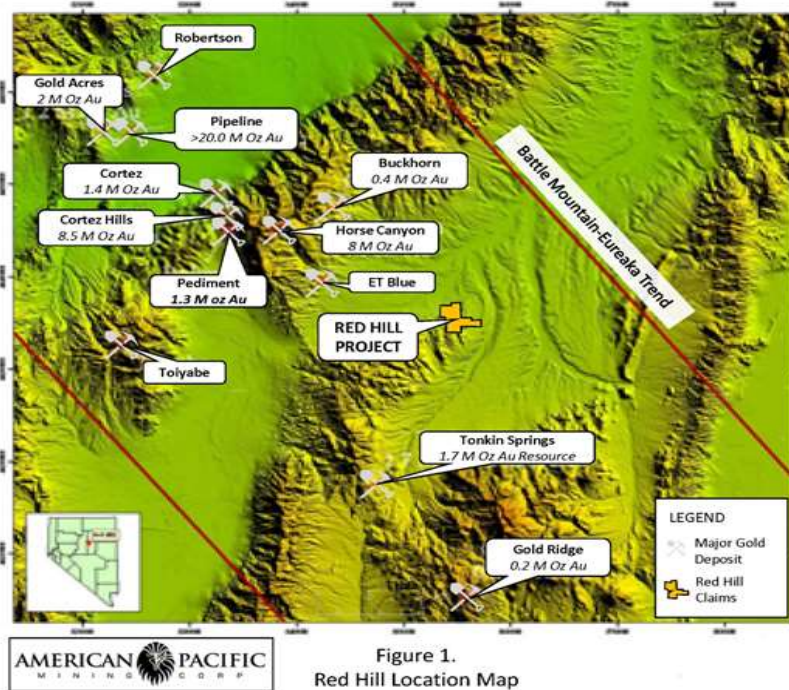 Robertson
Gold Acres
2 M Oz Au
Pipeline
>20.0 M Oz Au
Cortez
1.4 M Oz Au
Buckhorn
0.4 M Oz Au
Cortez Hills
8.5 M Oz Au
Horse Canyon
8 M Oz Au
Pediment
1.3 M oz Au
ET Blue
Battle Mountain-Eureaka Trend
RED HILL
PROJECT
Toiyabe
Tonkin Springs
1.7 M Oz Au Resource
Gold Ridge
0.2 M Oz Au
LEGEND
Major Gold
Deposit
Red Hill
Claims
AMERICAN PACIFIC
MINING CORP
Figure 1.
Red Hill Location Map